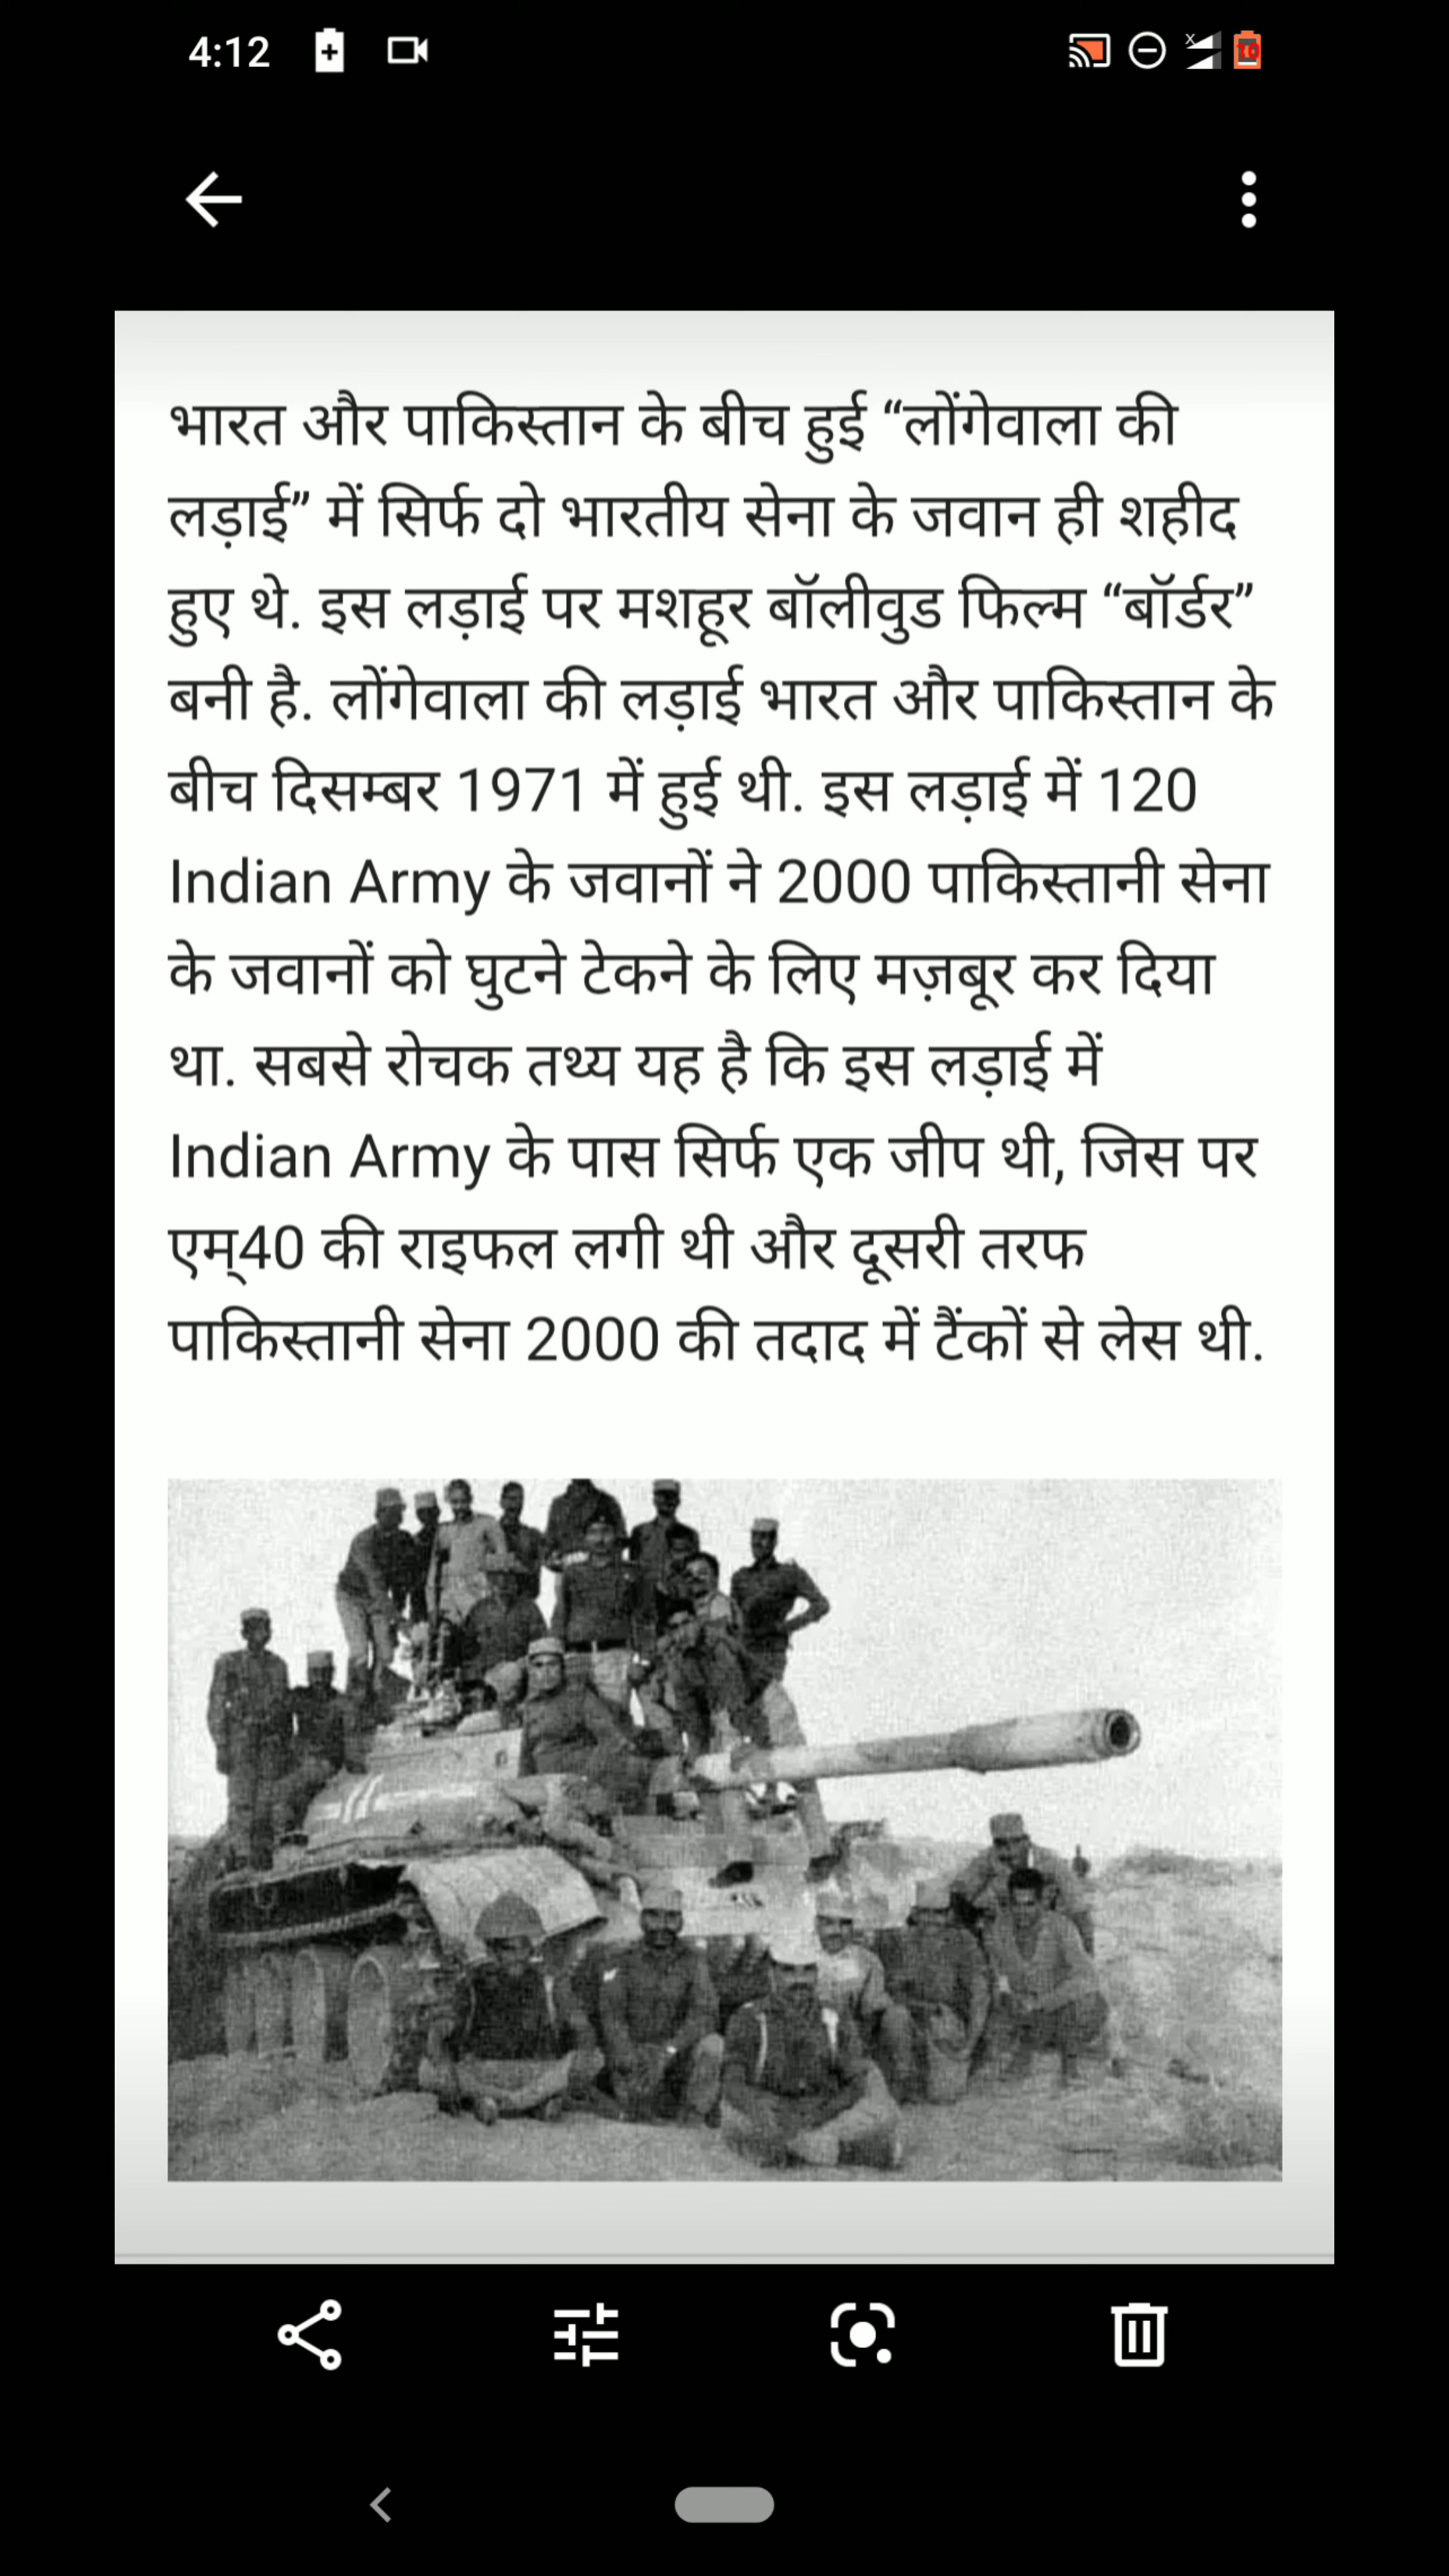 4:12
10
भारत और पाकिस्तान के बीच हुई “लोंगेवाला की
लड़ाई” में सिर्फ दो भारतीय सेना के जवान ही शहीद
हुए थे. इस लड़ाई पर मशहूर बॉलीवुड फिल्म “बॉर्डर”
बनी है. लोंगेवाला की लड़ाई भारत और पाकिस्तान के
बीच दिसम्बर 1971 में हुई थी. इस लड़ाई में 120
Indian Army के जवानों ने 2000 पाकिस्तानी सेना
के जवानों को घुटने टेकने के लिए मज़बूर कर दिया
था. सबसे रोचक तथ्य यह है कि इस लड़ाई में
Indian Army के पास सिर्फ एक जीप थी, जिस पर
एम्40 की राइफल लगी थी और दूसरी तरफ
पाकिस्तानी सेना 2000 की तदाद में टैंकों से लेस थी.